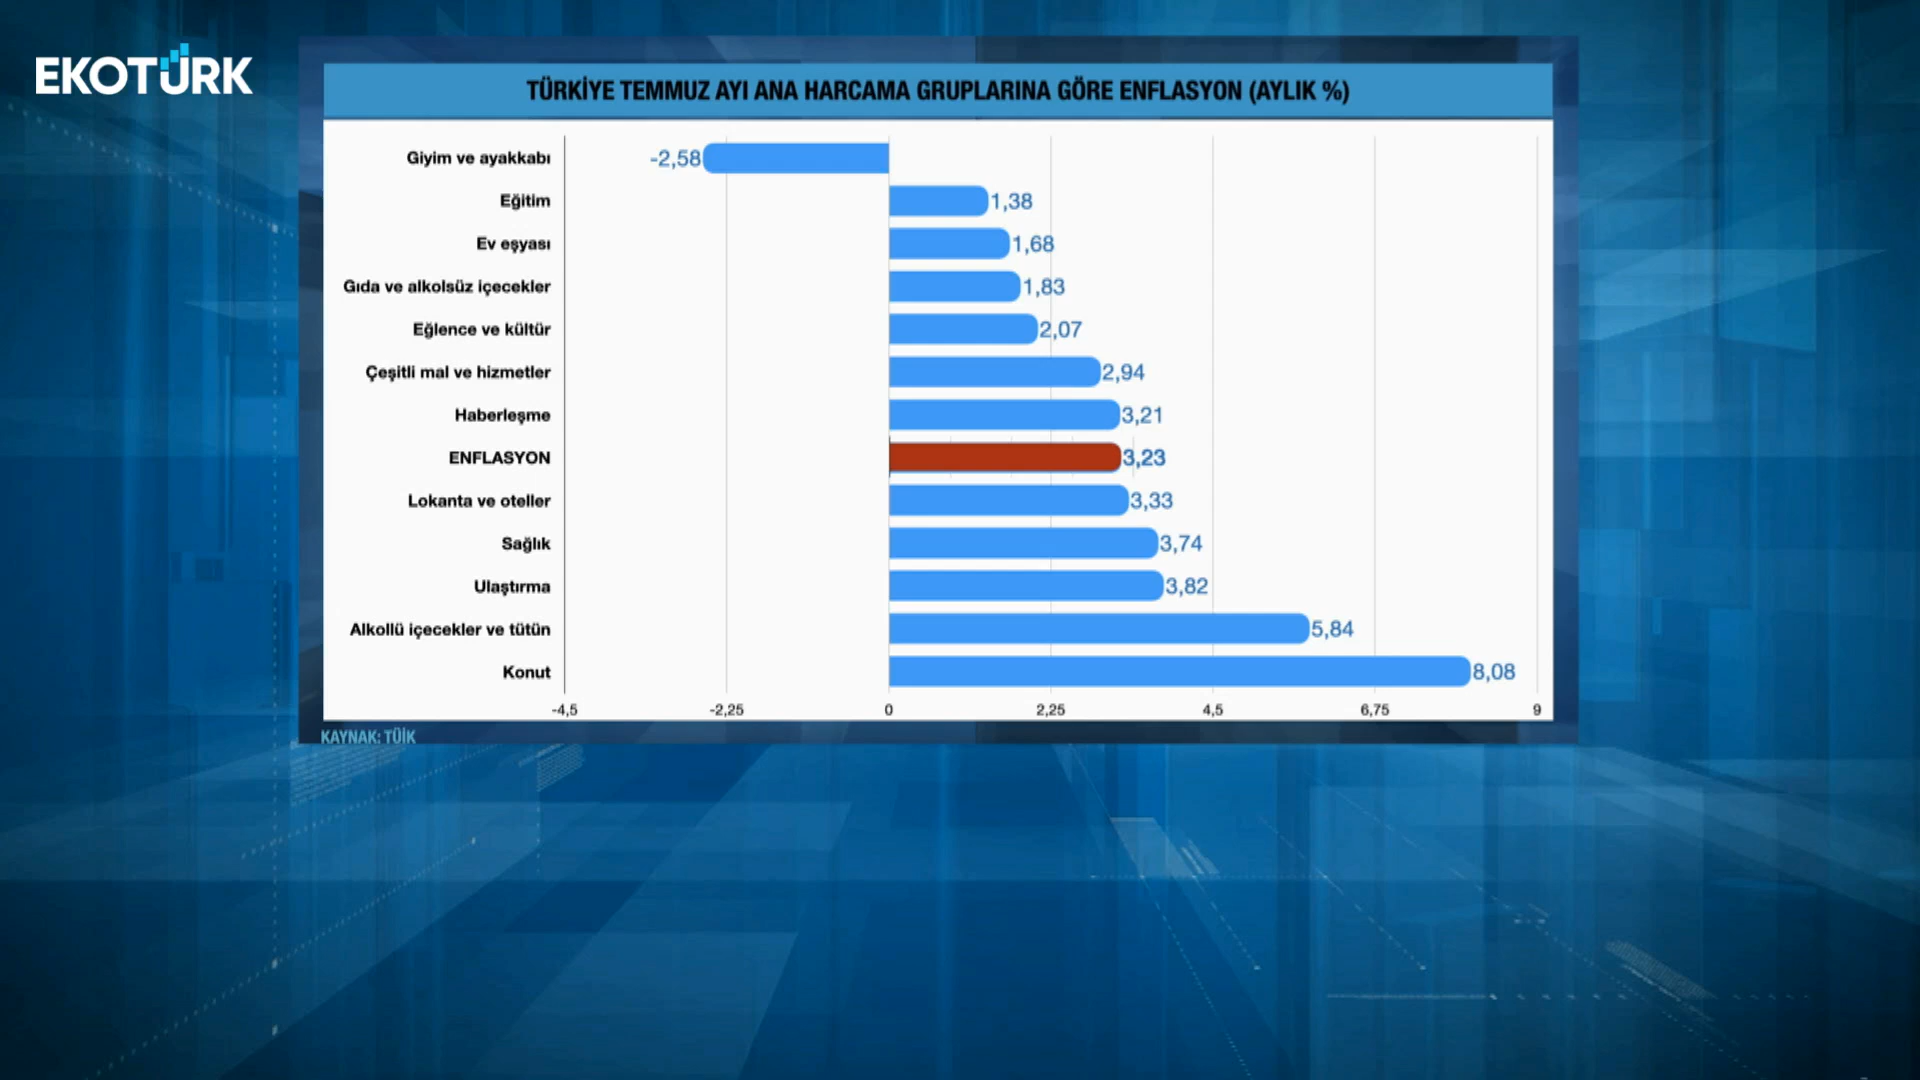 EKOTÜRK
TÜRKİYE TEMMUZ AYI ANA HARCAMA GRUPLARINA GÖRE ENFLASYON (AYLIK %)
Giyim ve ayakkabı -2,58
Eğitim 1,38
Ev eşyası 1,68
Gıda ve alkolsüz içecekler 1,83
Eğlence ve kültür 2,07
Çeşitli mal ve hizmetler 2,94
Haberleşme 3,21
ENFLASYON 3,23
Lokanta ve oteller 3,33
Sağlık 3,74
Ulaştırma 3,82
Alkollü içecekler ve tütün 5,84
Konut 8,08
-4,5 -2,25 0 2,25 4,5 6,75 9
KAYNAK: TÜİK